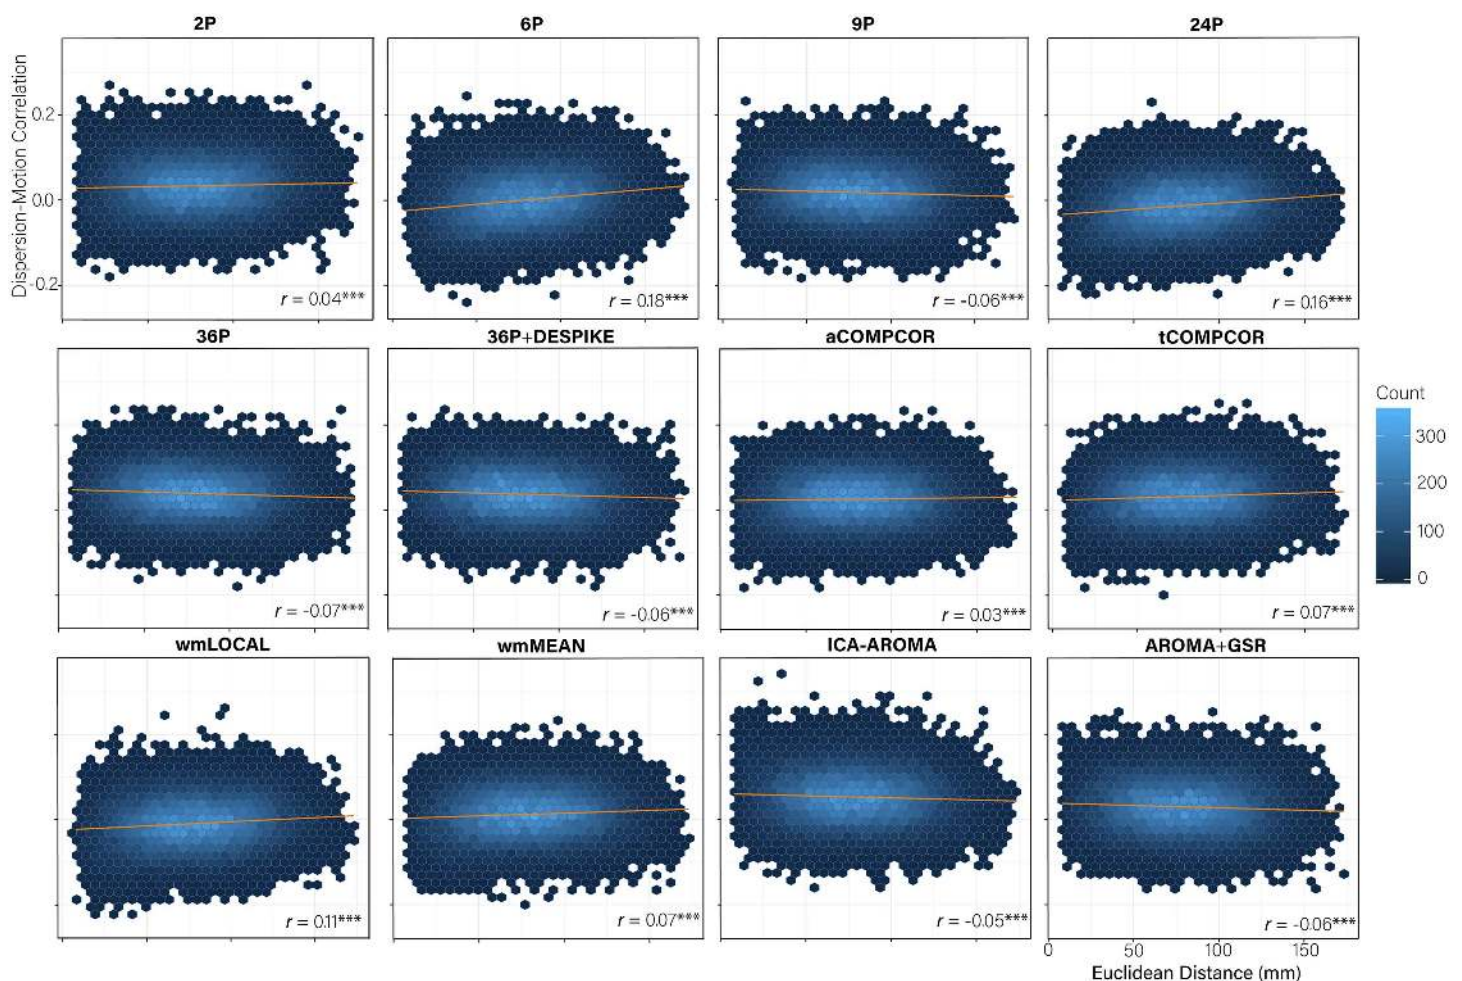 2P 6P 9P 24P
Dispersion-Motion Correlation
0.2
0.0
-0.2
r = 0.04*** r = 0.18*** r = -0.06*** r = 0.16***
36P 36P+DESPIKE aCOMPCOR tCOMPCOR
r = -0.07*** r = -0.06*** r = 0.03*** r = 0.07***
Count
300
200
100
0
wmLOCAL wmMEAN ICA-AROMA AROMA+GSR
r = 0.11*** r = 0.07*** r = -0.05*** r = -0.06***
0 50 100 150
Euclidean Distance (mm)